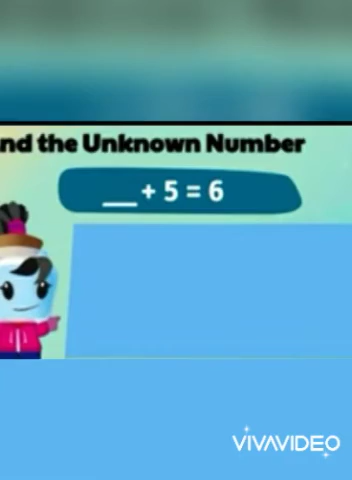 nd the Unknown Number
__ + 5 = 6
VIVAVIDEO